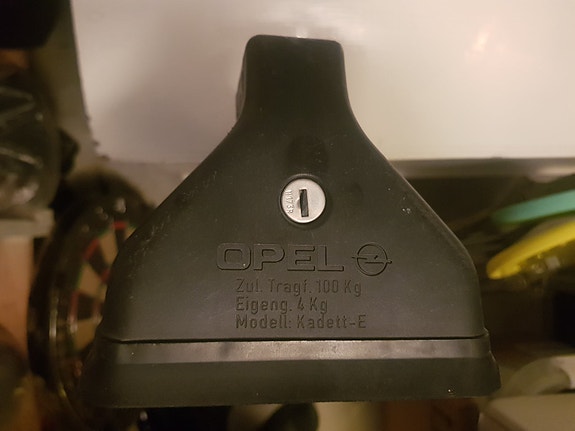 OPEL
Zul. Tragf. 100 Kg
Eigeng. 4 Kg
Modell: Kadett-E